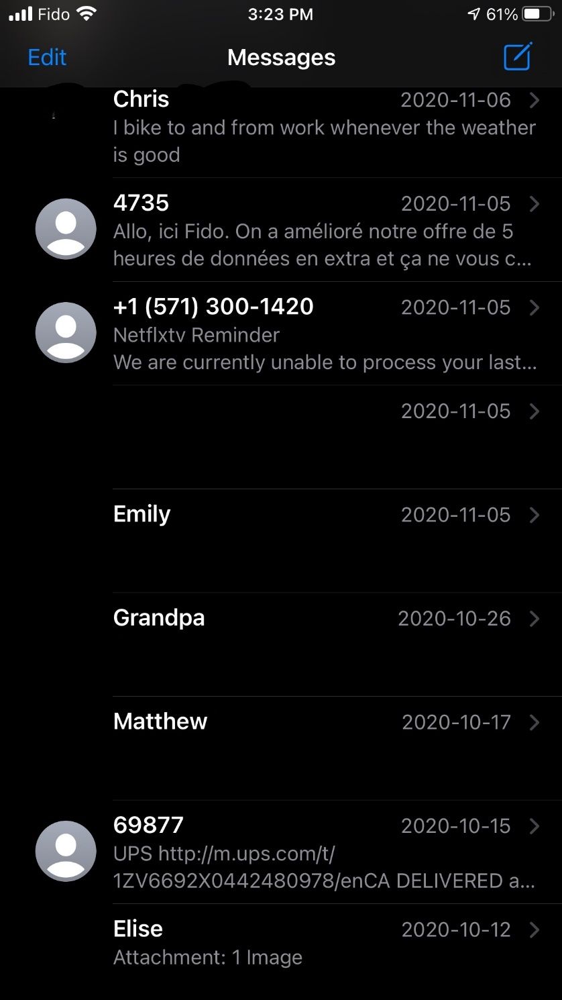 Fido 3:23 PM 61%
Edit Messages
Chris 2020-11-06
I bike to and from work whenever the weather
is good
4735 2020-11-05
Allo, ici Fido. On a amélioré notre offre de 5
heures de données en extra et ça ne vous c...
+1 (571) 300-1420 2020-11-05
Netflxtv Reminder
We are currently unable to process your last...
2020-11-05
Emily 2020-11-05
Grandpa 2020-10-26
Matthew 2020-10-17
69877 2020-10-15
UPS http://m.ups.com/t/
1ZV6692X0442480978/enCA DELIVERED a...
Elise 2020-10-12
Attachment: 1 Image